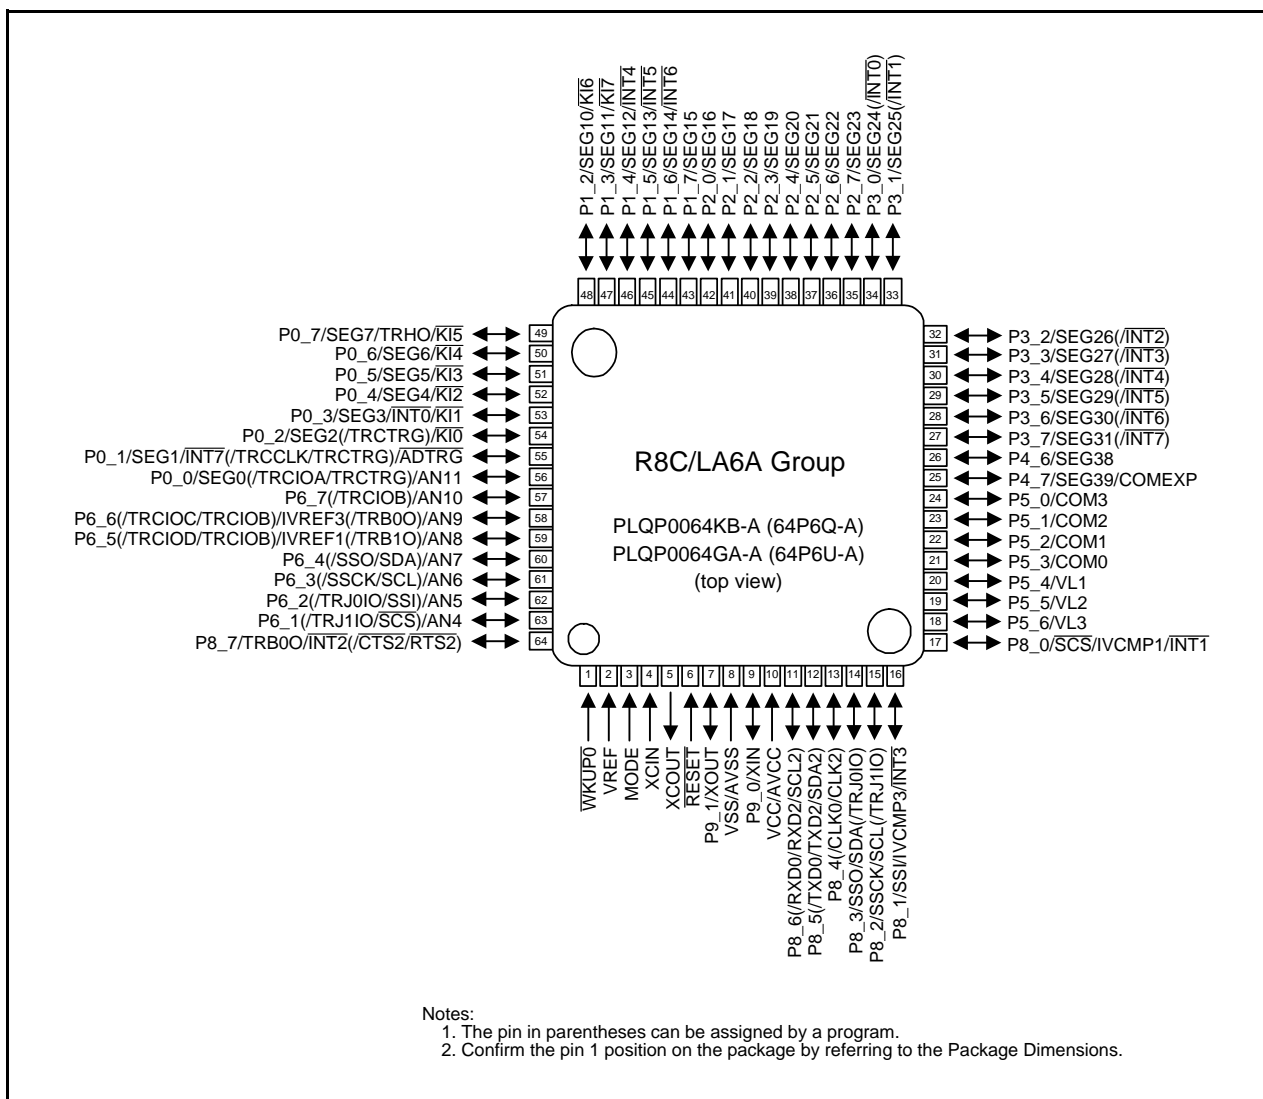 P1_2/SEG10/KI6
P1_3/SEG11/KI7
P1_4/SEG12/INT4
P1_5/SEG13/INT5
P1_6/SEG14/INT6
P1_7/SEG15
P2_0/SEG16
P2_1/SEG17
P2_2/SEG18
P2_3/SEG19
P2_4/SEG20
P2_5/SEG21
P2_6/SEG22
P2_7/SEG23
P3_0/SEG24(/INT0)
P3_1/SEG25(/INT1)
48 47 46 45 44 43 42 41 40 39 38 37 36 35 34 33
P0_7/SEG7/TRHO/KI5 49
P0_6/SEG6/KI4 50
P0_5/SEG5/KI3 51
P0_4/SEG4/KI2 52
P0_3/SEG3/INT0/KI1 53
P0_2/SEG2(/TRCTRG)/KI0 54
P0_1/SEG1/INT7(/TRCCLK/TRCTRG)/ADTRG 55
P0_0/SEG0(/TRCIOA/TRCTRG)/AN11 56
P6_7(/TRCIOB)/AN10 57
P6_6(/TRCIOC/TRCIOB)/IVREF3(/TRB0O)/AN9 58
P6_5(/TRCIOD/TRCIOB)/IVREF1(/TRB1O)/AN8 59
P6_4(/SSO/SDA)/AN7 60
P6_3(/SSCK/SCL)/AN6 61
P6_2(/TRJ0IO/SSI)/AN5 62
P6_1(/TRJ1IO/SCS)/AN4 63
P8_7/TRB0O/INT2(/CTS2/RTS2) 64
R8C/LA6A Group
PLQP0064KB-A (64P6Q-A)
PLQP0064GA-A (64P6U-A)
(top view)
32 P3_2/SEG26(/INT2)
31 P3_3/SEG27(/INT3)
30 P3_4/SEG28(/INT4)
29 P3_5/SEG29(/INT5)
28 P3_6/SEG30(/INT6)
27 P3_7/SEG31(/INT7)
26 P4_6/SEG38
25 P4_7/SEG39/COMEXP
24 P5_0/COM3
23 P5_1/COM2
22 P5_2/COM1
21 P5_3/COM0
20 P5_4/VL1
19 P5_5/VL2
18 P5_6/VL3
17 P8_0/SCS/IVCMP1/INT1
1 2 3 4 5 6 7 8 9 10 11 12 13 14 15 16
WKUP0
VREF
MODE
XCIN
XCOUT
RESET
P9_1/XOUT
VSS/AVSS
P9_0/XIN
VCC/AVCC
P8_6(/RXD0/RXD2/SCL2)
P8_5(/TXD0/TXD2/SDA2)
P8_4(/CLK0/CLK2)
P8_3/SSO/SDA(/TRJ0IO)
P8_2/SSCK/SCL(/TRJ1IO)
P8_1/SSI/IVCMP3/INT3
Notes:
1. The pin in parentheses can be assigned by a program.
2. Confirm the pin 1 position on the package by referring to the Package Dimensions.